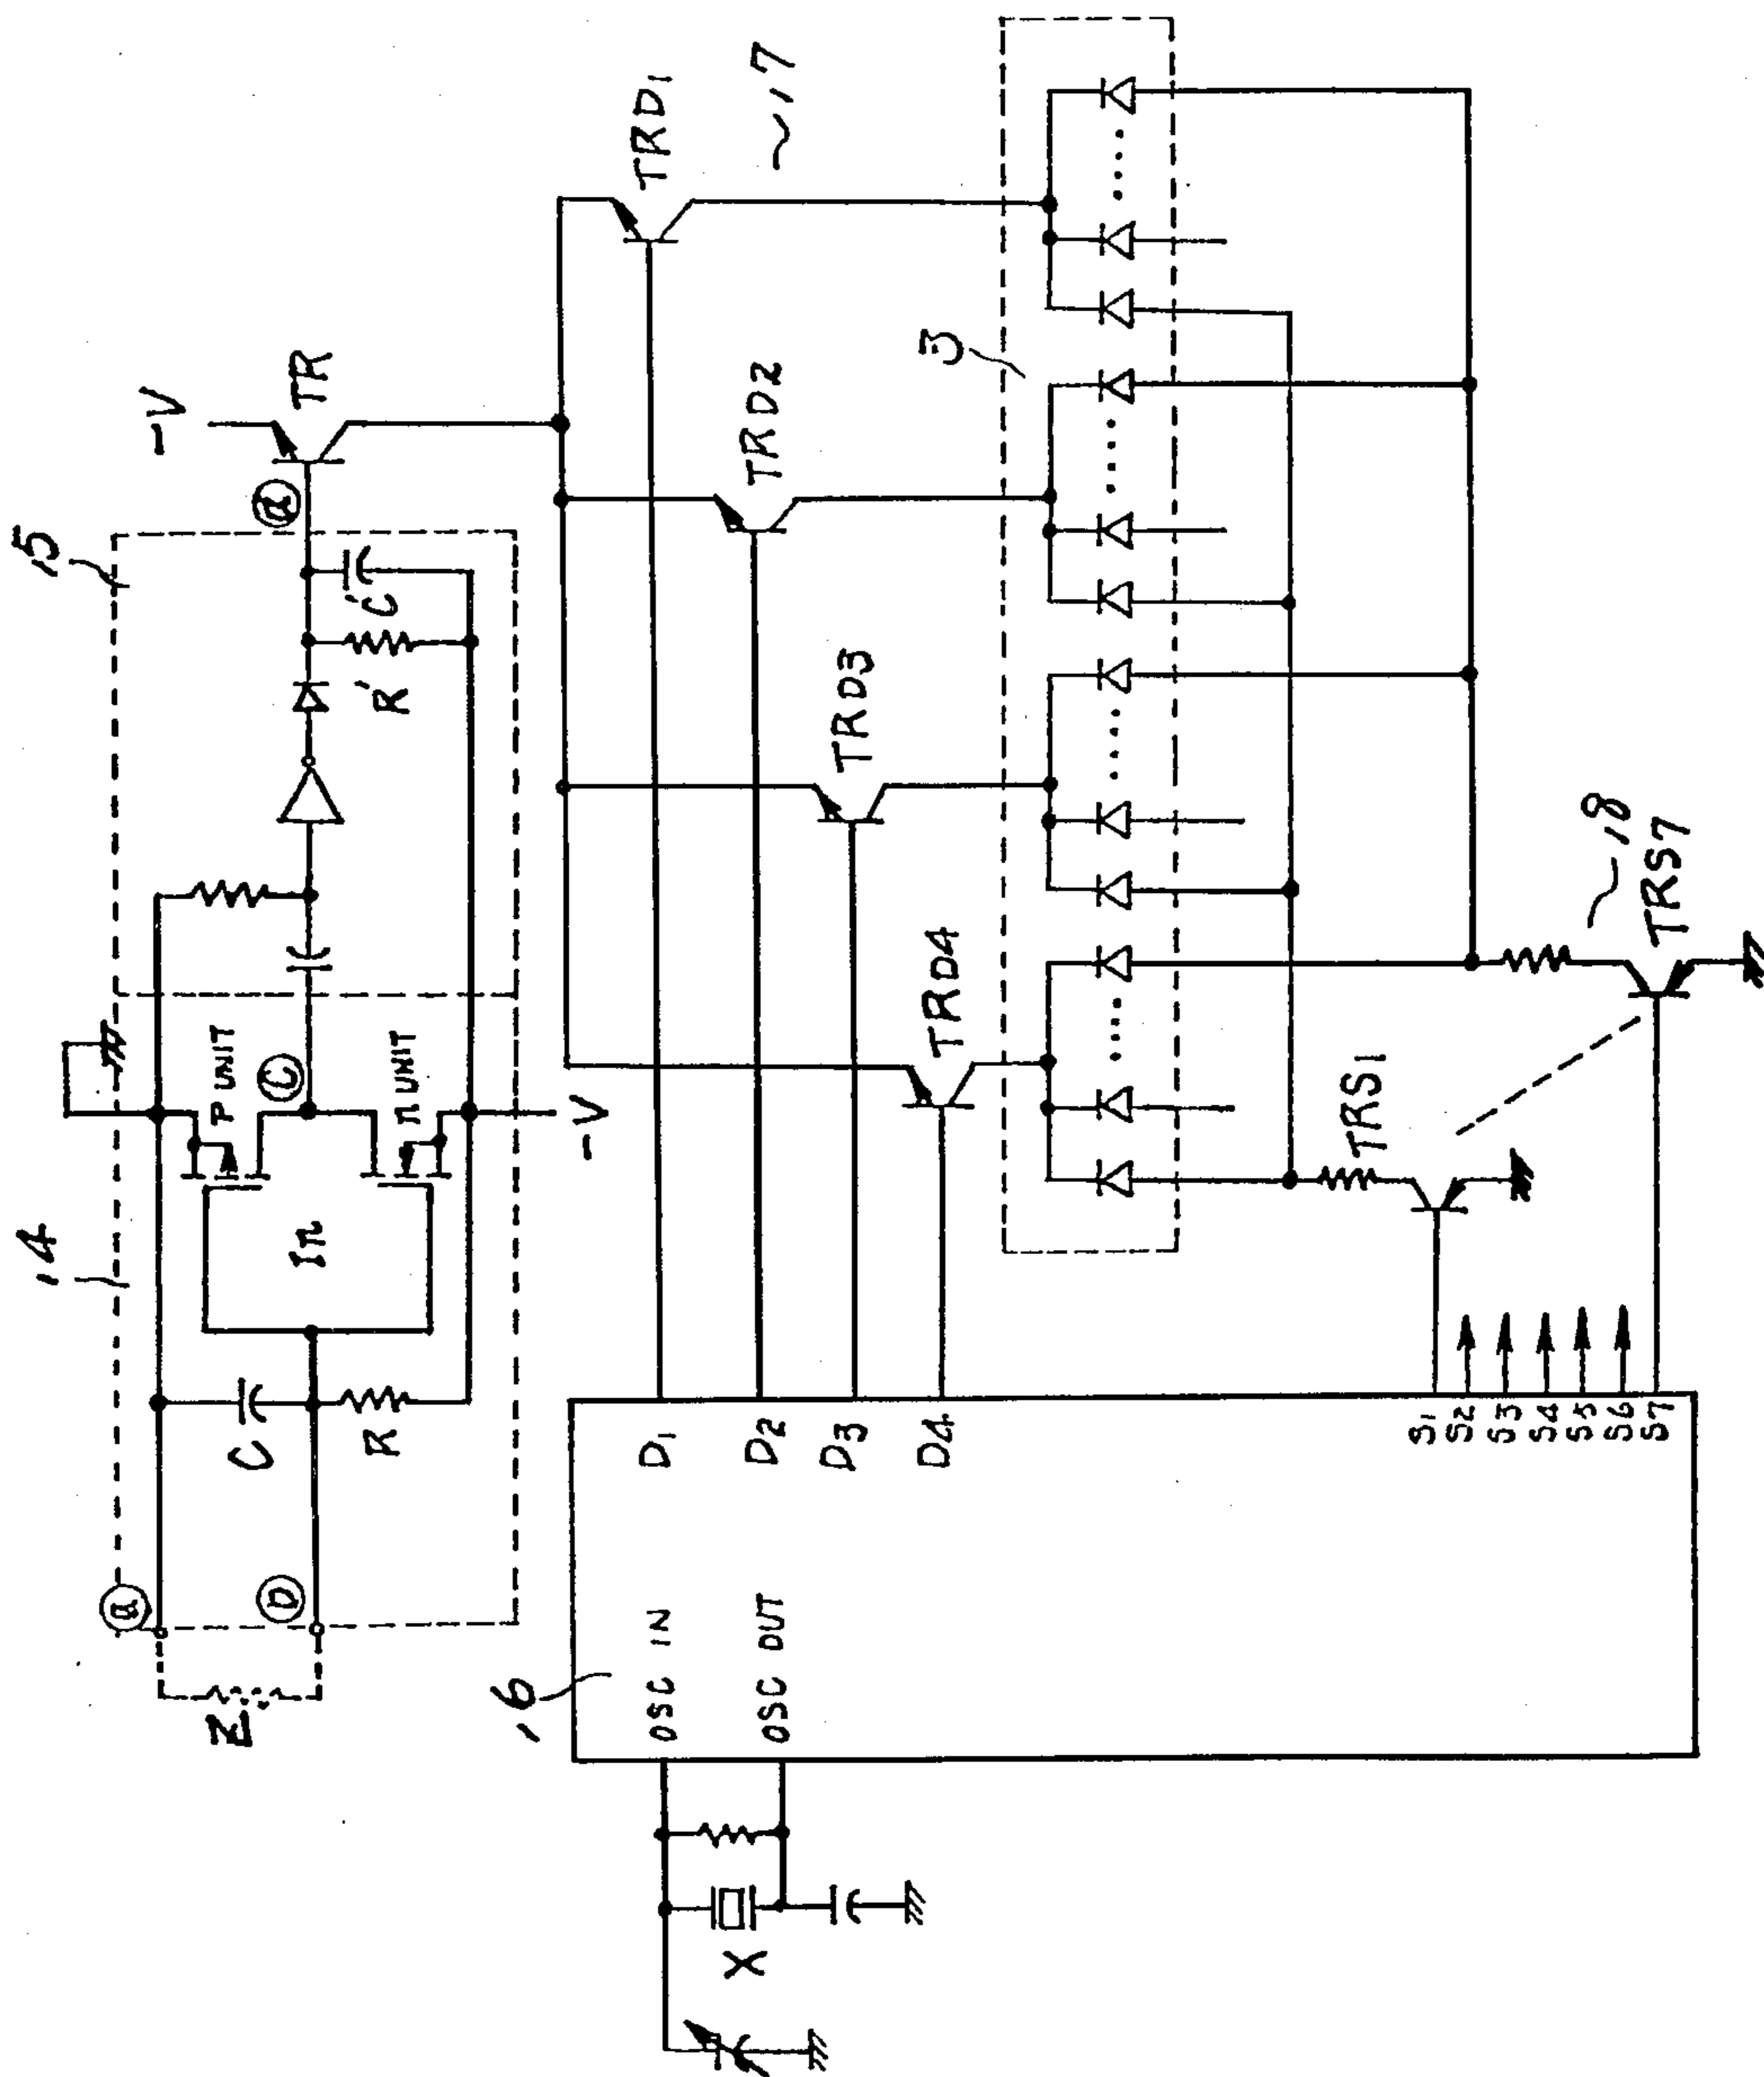 14
15
Z
a
D
C
R
In
P UNIT
n UNIT
C
-V
R'
C'
-V
TR
16
X
OSC IN
OSC OUT
D1
D2
D3
D4
S1
S2
S3
S4
S5
S6
S7
TRD1
TRD2
TRD3
TRD4
17
3
TRS1
TRS7
18